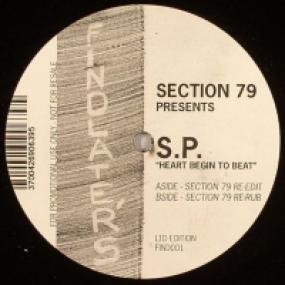 SECTION 79
PRESENTS
S.P.
"HEART BEGIN TO BEAT"
ASIDE - SECTION 79 RE-EDIT
BSIDE - SECTION 79 RE-RUB
LTD EDITION
FIND001
FINDLATER'S
FOR PROMOTIONAL USE ONLY. NOT FOR RESALE
3700426906395